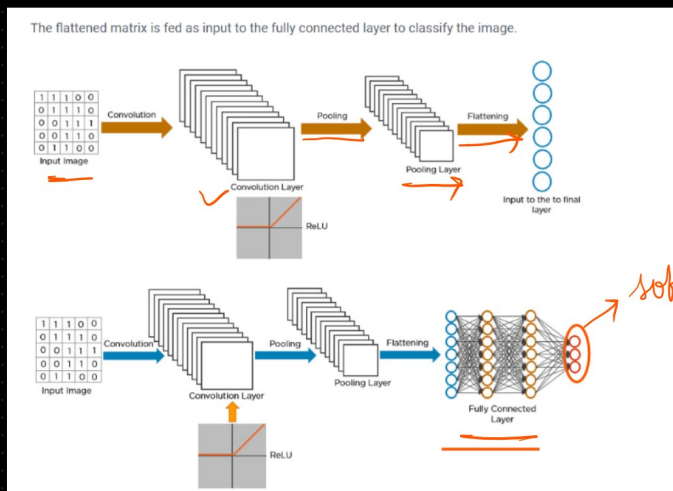 The flattened matrix is fed as input to the fully connected layer to classify the image.
1 1 1 0 0
0 1 1 1 0
0 0 1 1 1
0 0 1 1 0
0 1 1 0 0
Input Image
Convolution
Convolution Layer
ReLU
Pooling
Pooling Layer
Flattening
Input to the to final
layer
1 1 1 0 0
0 1 1 1 0
0 0 1 1 1
0 0 1 1 0
0 1 1 0 0
Input Image
Convolution
Convolution Layer
ReLU
Pooling
Pooling Layer
Flattening
Fully Connected
Layer